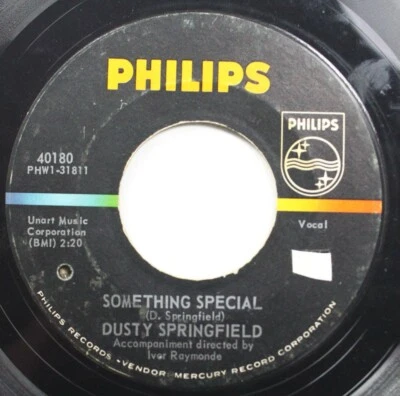 PHILIPS
PHILIPS
40180
PHW1-31811
Unart Music
Corporation
(BMI) 2:20
Vocal
SOMETHING SPECIAL
(D. Springfield)
DUSTY SPRINGFIELD
Accompaniment directed by
Ivor Raymonde
PHILIPS RECORDS • VENDOR MERCURY RECORD CORPORATION